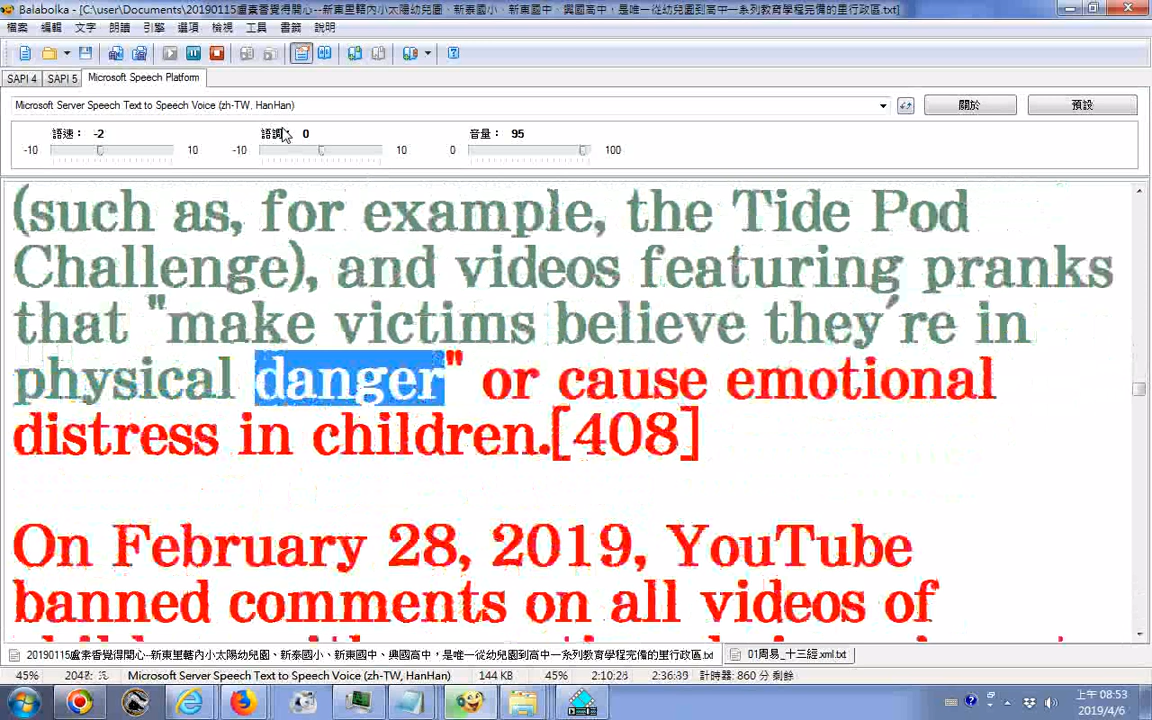 Balabolka - [C:\user\Documents\20190115盧素香覺得開心--新東里轄內小太陽幼兒園、新泰國小、新東國中、興國高中，是唯一從幼兒園到高中一系列教育學程完備的里行政區.txt]
檔案 編輯 文字 朗讀 引擎 選項 檢視 工具 書籤 說明
SAPI 4 SAPI 5 Microsoft Speech Platform
Microsoft Server Speech Text to Speech Voice (zh-TW, HanHan) 關於 預設
語速： -2 語調： 0 音量： 95
-10 10 -10 10 0 100
(such as, for example, the Tide Pod
Challenge), and videos featuring pranks
that "make victims believe they're in
physical danger" or cause emotional
distress in children.[408]
On February 28, 2019, YouTube
banned comments on all videos of
20190115盧素香覺得開心--新東里轄內小太陽幼兒園、新泰國小、新東國中、興國高中，是唯一從幼兒園到高中一系列教育學程完備的里行政區.txt 01周易_十三經.xml.txt
45% Microsoft Server Speech Text to Speech Voice (zh-TW, HanHan) 144 KB 45% 2:10:28 計時器: 860 分 剩餘
上午 08:53
2019/4/6